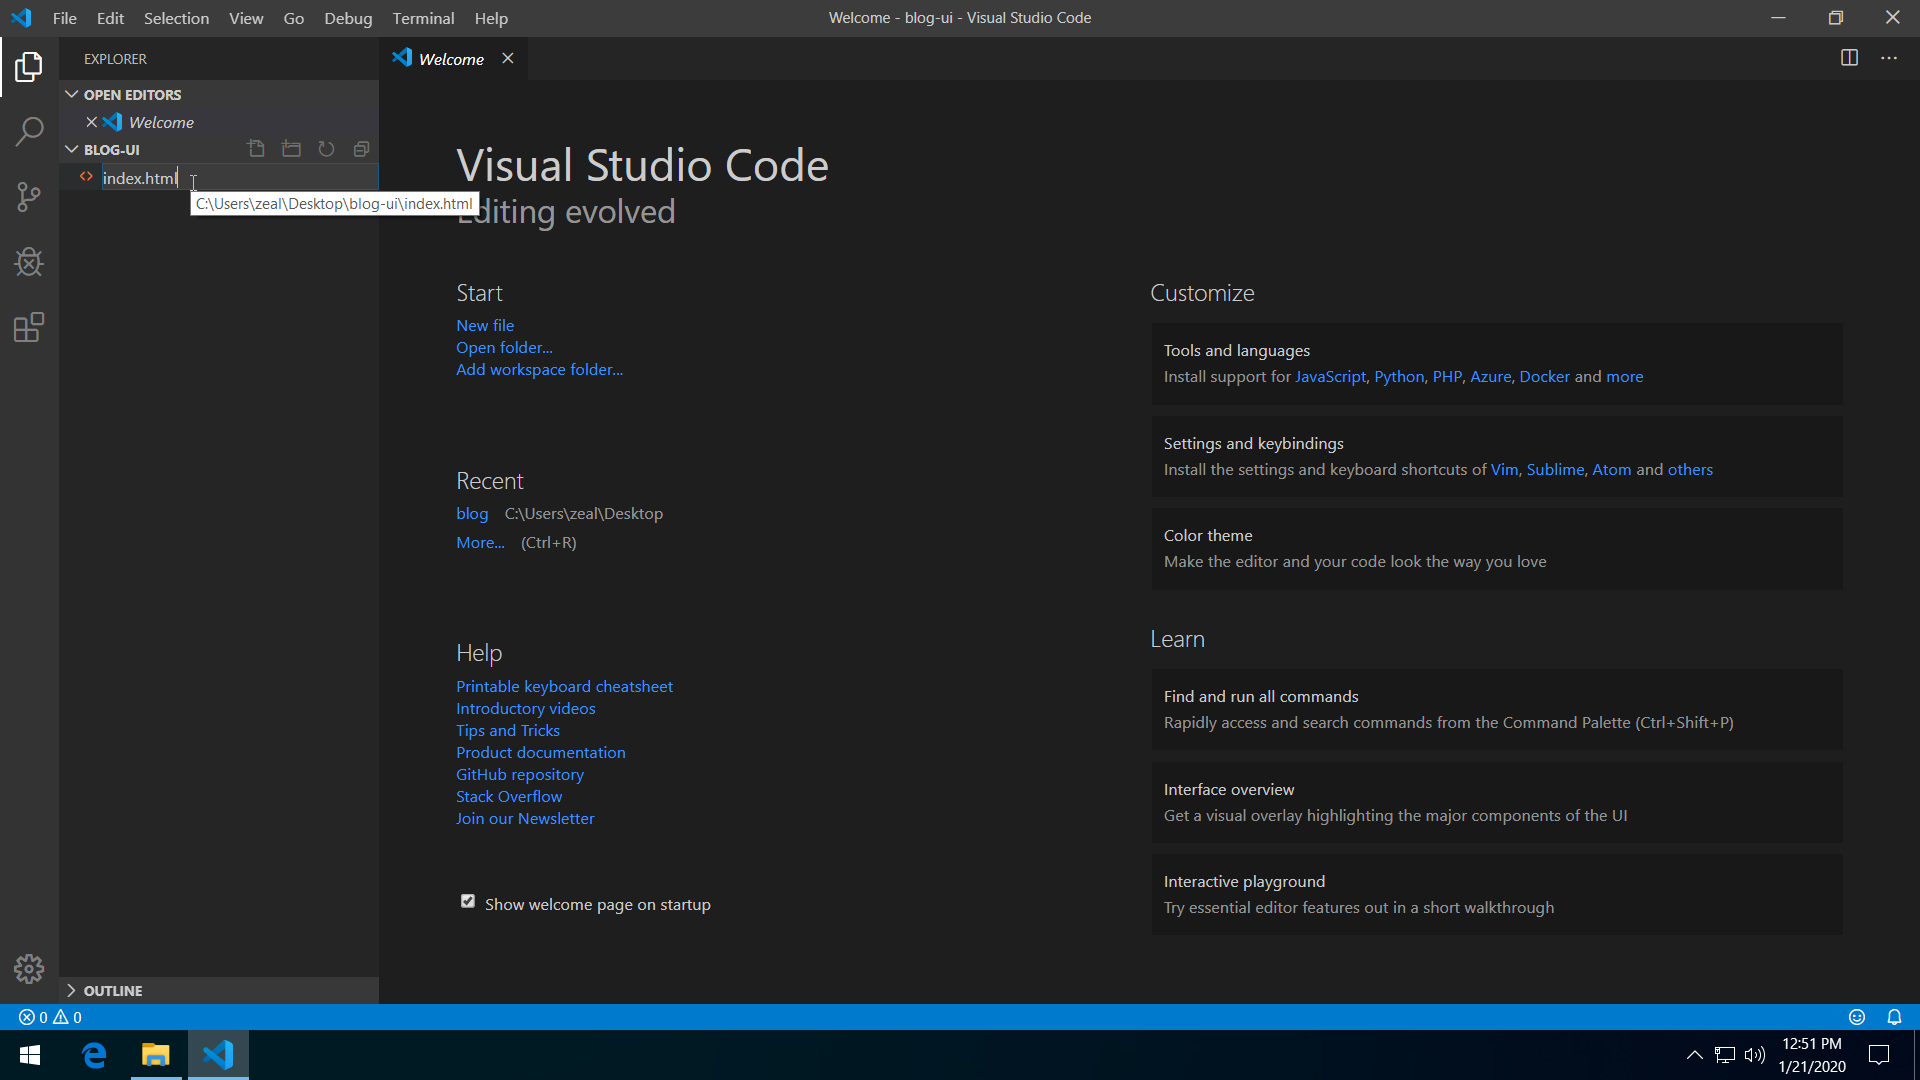 File Edit Selection View Go Debug Terminal Help
Welcome - blog-ui - Visual Studio Code
EXPLORER
Welcome
OPEN EDITORS
Welcome
BLOG-UI
index.html
C:\Users\zeal\Desktop\blog-ui\index.html
Visual Studio Code
Editing evolved
Start
New file
Open folder...
Add workspace folder...
Recent
blog C:\Users\zeal\Desktop
More... (Ctrl+R)
Help
Printable keyboard cheatsheet
Introductory videos
Tips and Tricks
Product documentation
GitHub repository
Stack Overflow
Join our Newsletter
Show welcome page on startup
Customize
Tools and languages
Install support for JavaScript, Python, PHP, Azure, Docker and more
Settings and keybindings
Install the settings and keyboard shortcuts of Vim, Sublime, Atom and others
Color theme
Make the editor and your code look the way you love
Learn
Find and run all commands
Rapidly access and search commands from the Command Palette (Ctrl+Shift+P)
Interface overview
Get a visual overlay highlighting the major components of the UI
Interactive playground
Try essential editor features out in a short walkthrough
OUTLINE
0 0
12:51 PM
1/21/2020